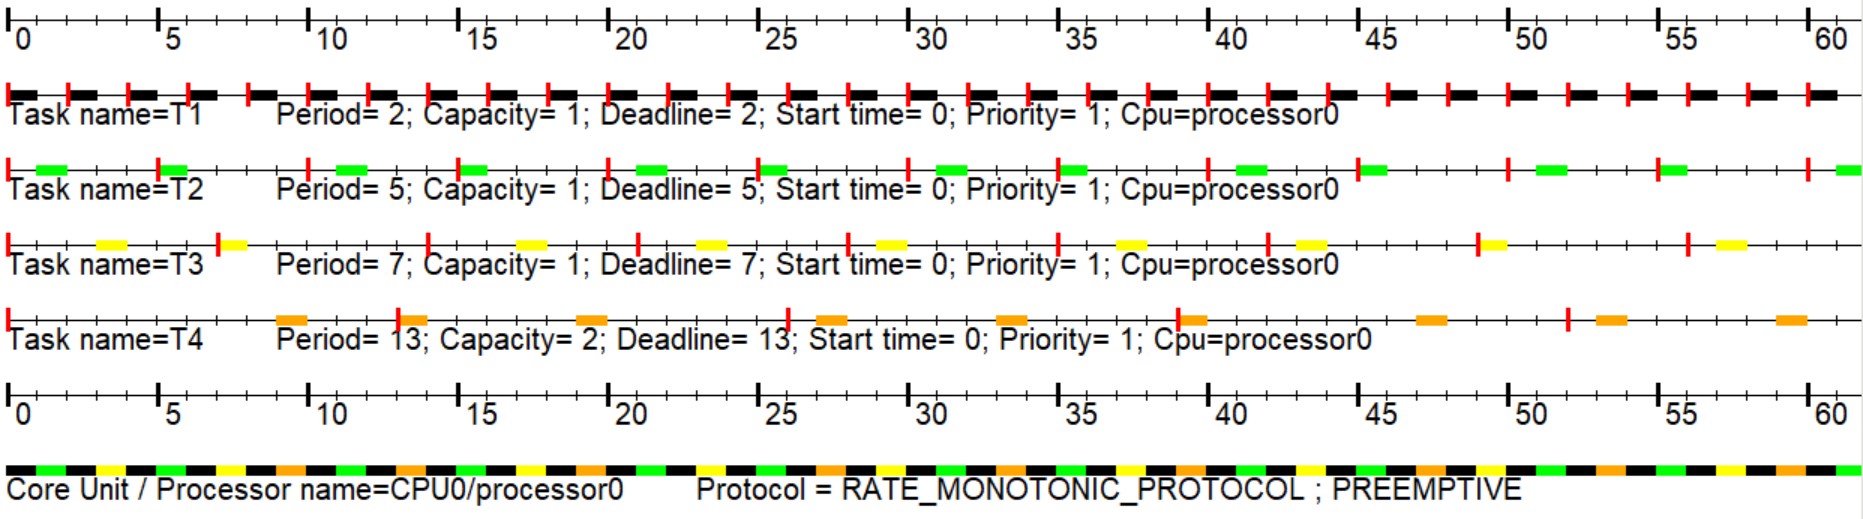 0 5 10 15 20 25 30 35 40 45 50 55 60
Task name=T1 Period= 2; Capacity= 1; Deadline= 2; Start time= 0; Priority= 1; Cpu=processor0
Task name=T2 Period= 5; Capacity= 1; Deadline= 5; Start time= 0; Priority= 1; Cpu=processor0
Task name=T3 Period= 7; Capacity= 1; Deadline= 7; Start time= 0; Priority= 1; Cpu=processor0
Task name=T4 Period= 13; Capacity= 2; Deadline= 13; Start time= 0; Priority= 1; Cpu=processor0
0 5 10 15 20 25 30 35 40 45 50 55 60
Core Unit / Processor name=CPU0/processor0 Protocol = RATE_MONOTONIC_PROTOCOL ; PREEMPTIVE